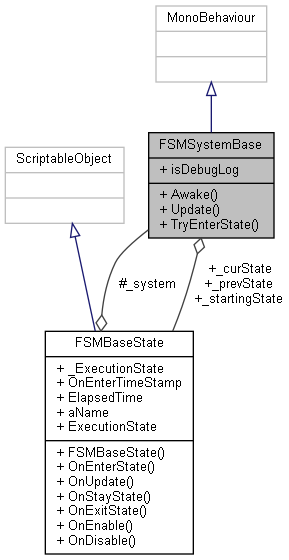 MonoBehaviour
FSMSystemBase
+ isDebugLog
+ Awake()
+ Update()
+ TryEnterState()
ScriptableObject
#_system
+_curState
+_prevState
+_startingState
FSMBaseState
+ _ExecutionState
+ OnEnterTimeStamp
+ ElapsedTime
+ aName
+ ExecutionState
+ FSMBaseState()
+ OnEnterState()
+ OnUpdate()
+ OnStayState()
+ OnExitState()
+ OnEnable()
+ OnDisable()